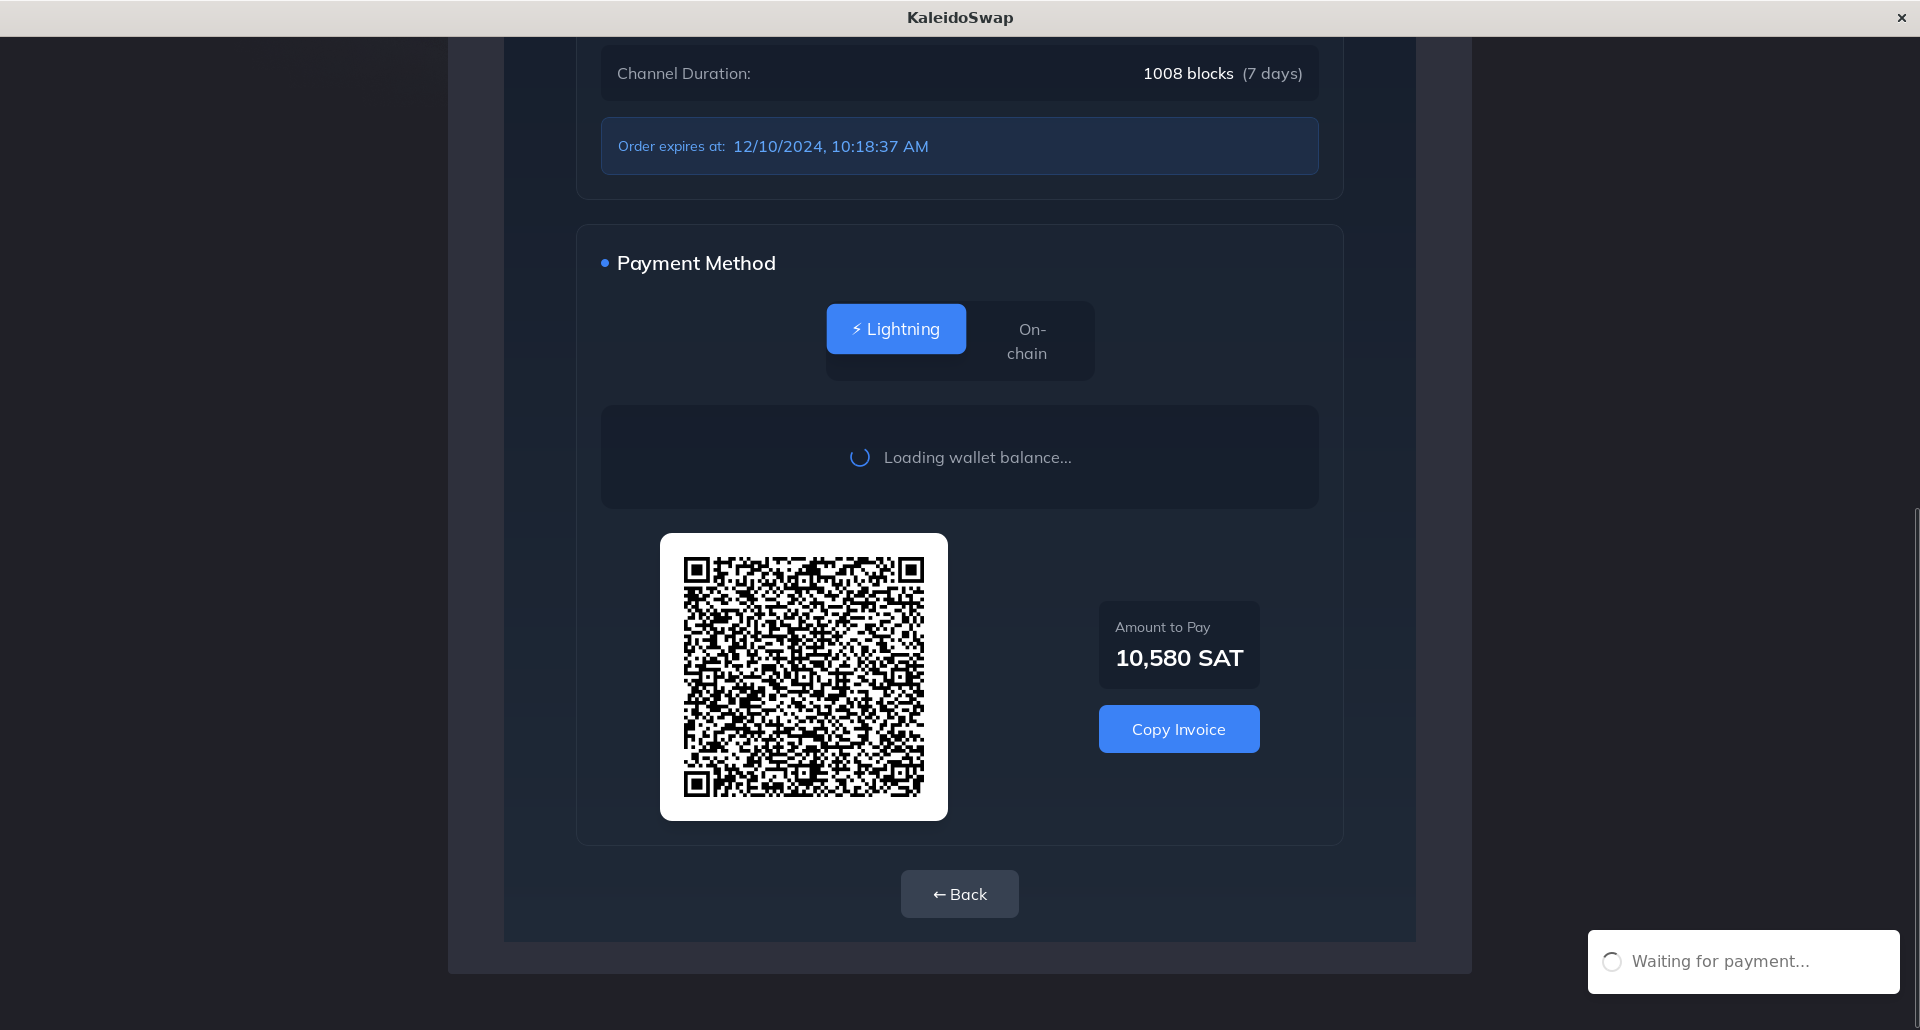 KaleidoSwap
×
Channel Duration: 1008 blocks (7 days)
Order expires at: 12/10/2024, 10:18:37 AM
Payment Method
⚡ Lightning
On-
chain
Loading wallet balance...
Amount to Pay
10,580 SAT
Copy Invoice
← Back
Waiting for payment...